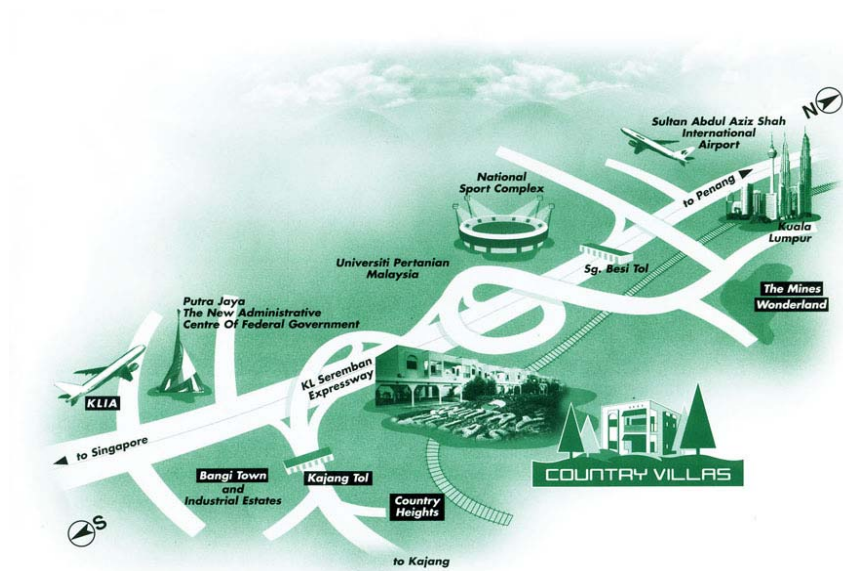 N
Sultan Abdul Aziz Shah
International
Airport
National
Sport Complex
to Penang
Kuala
Lumpur
Universiti Pertanian
Malaysia
Sg. Besi Tol
The Mines
Wonderland
Putra Jaya
The New Administrative
Centre Of Federal Government
KL Seremban
Expressway
KLIA
to Singapore
COUNTRY VILLAS
Bangi Town
and
Industrial Estates
Kajang Tol
Country
Heights
S
to Kajang